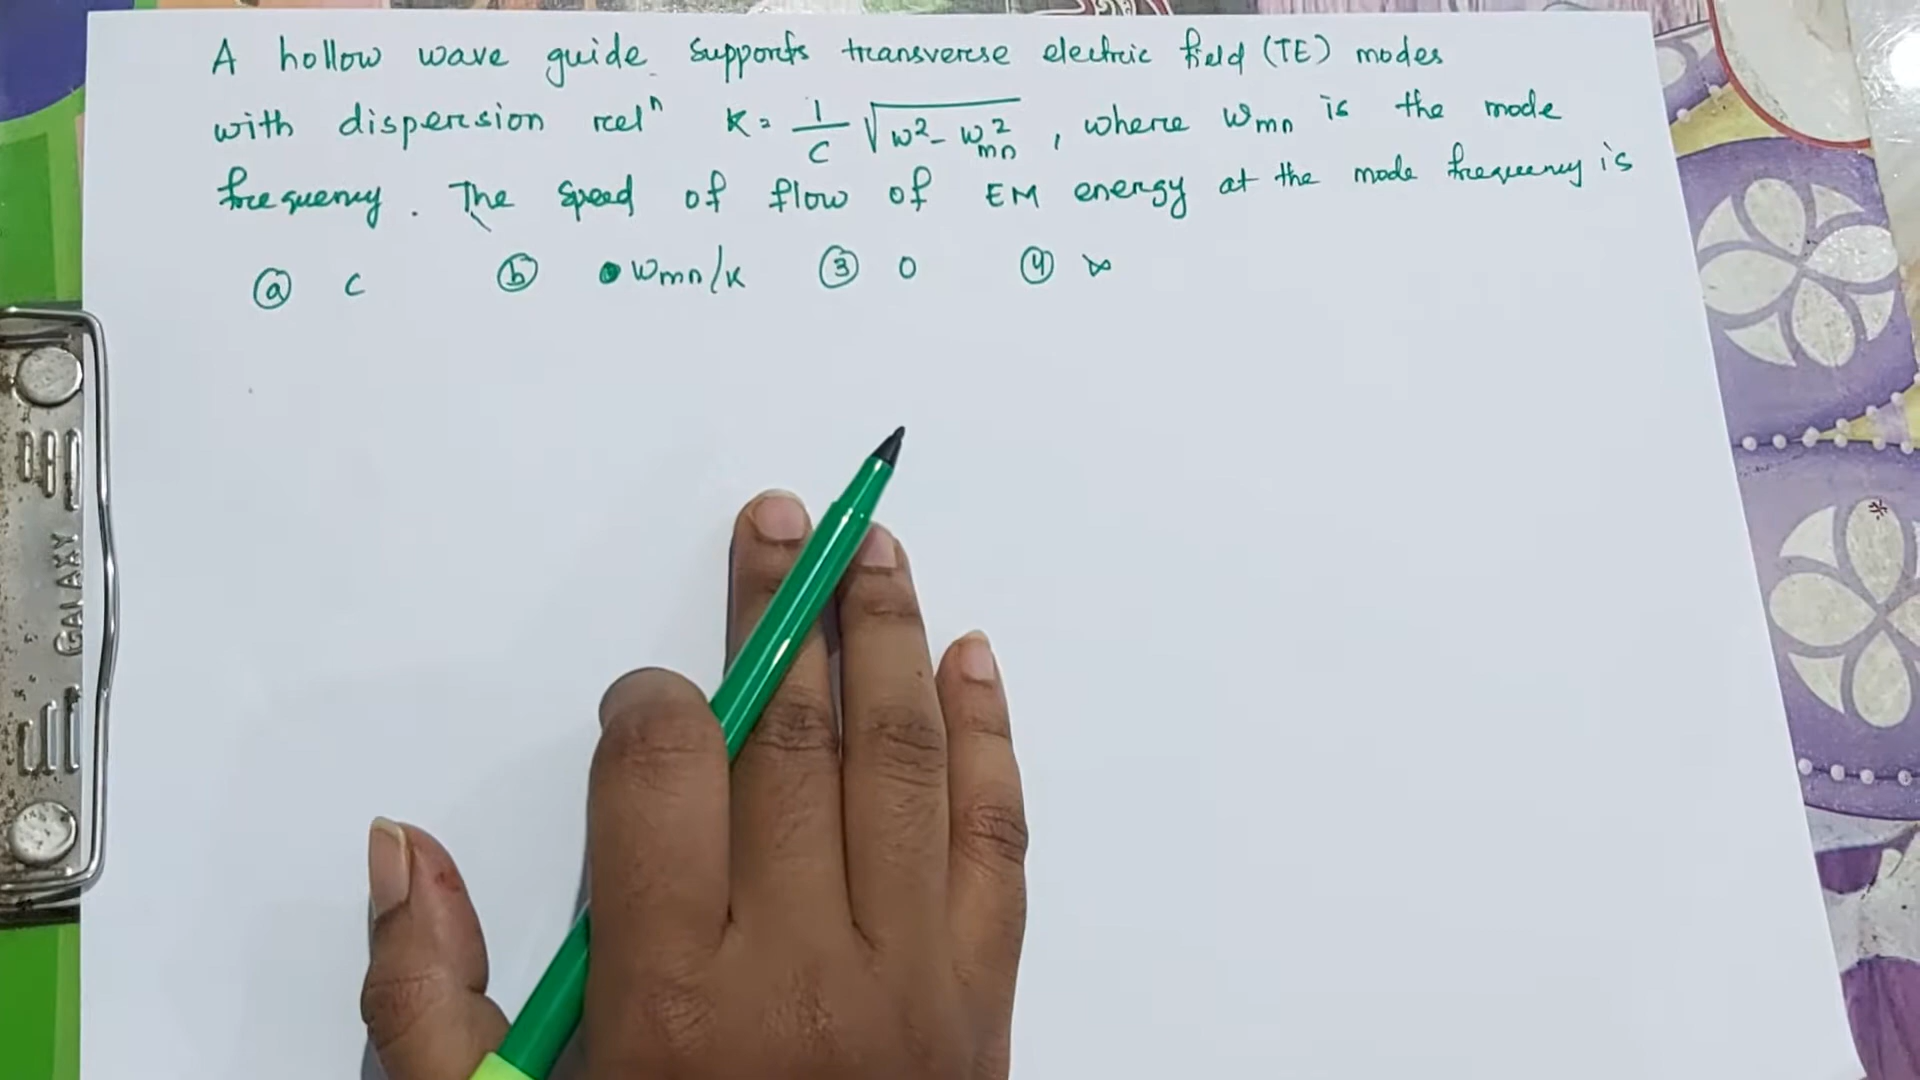 A hollow wave guide supports transverse electric field (TE) modes
with dispersion relⁿ K = 1/C √(ω² - ω²mn) , where ωmn is the mode
frequency . The speed of flow of EM energy at the mode frequency is
ⓐ C ⓑ ωmn/K ③ 0 ④ ∞
GALAXY